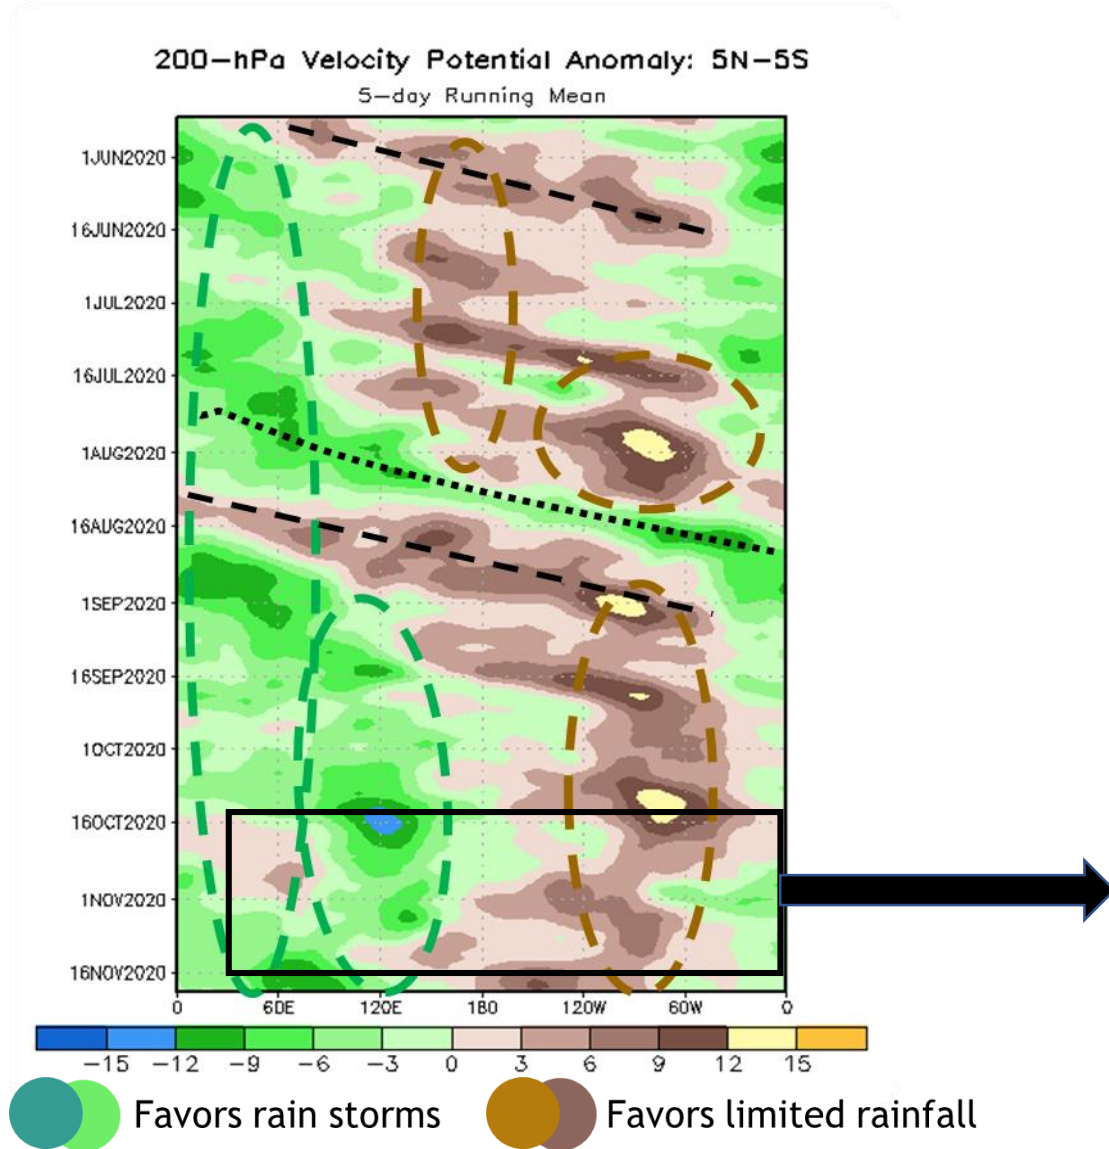 200-hPa Velocity Potential Anomaly: 5N-5S
5-day Running Mean
1JUN2020
16JUN2020
1JUL2020
16JUL2020
1AUG2020
16AUG2020
1SEP2020
16SEP2020
1OCT2020
16OCT2020
1NOV2020
16NOV2020
0 60E 120E 180 120W 60W 0
-15 -12 -9 -6 -3 0 3 6 9 12 15
Favors rain storms Favors limited rainfall